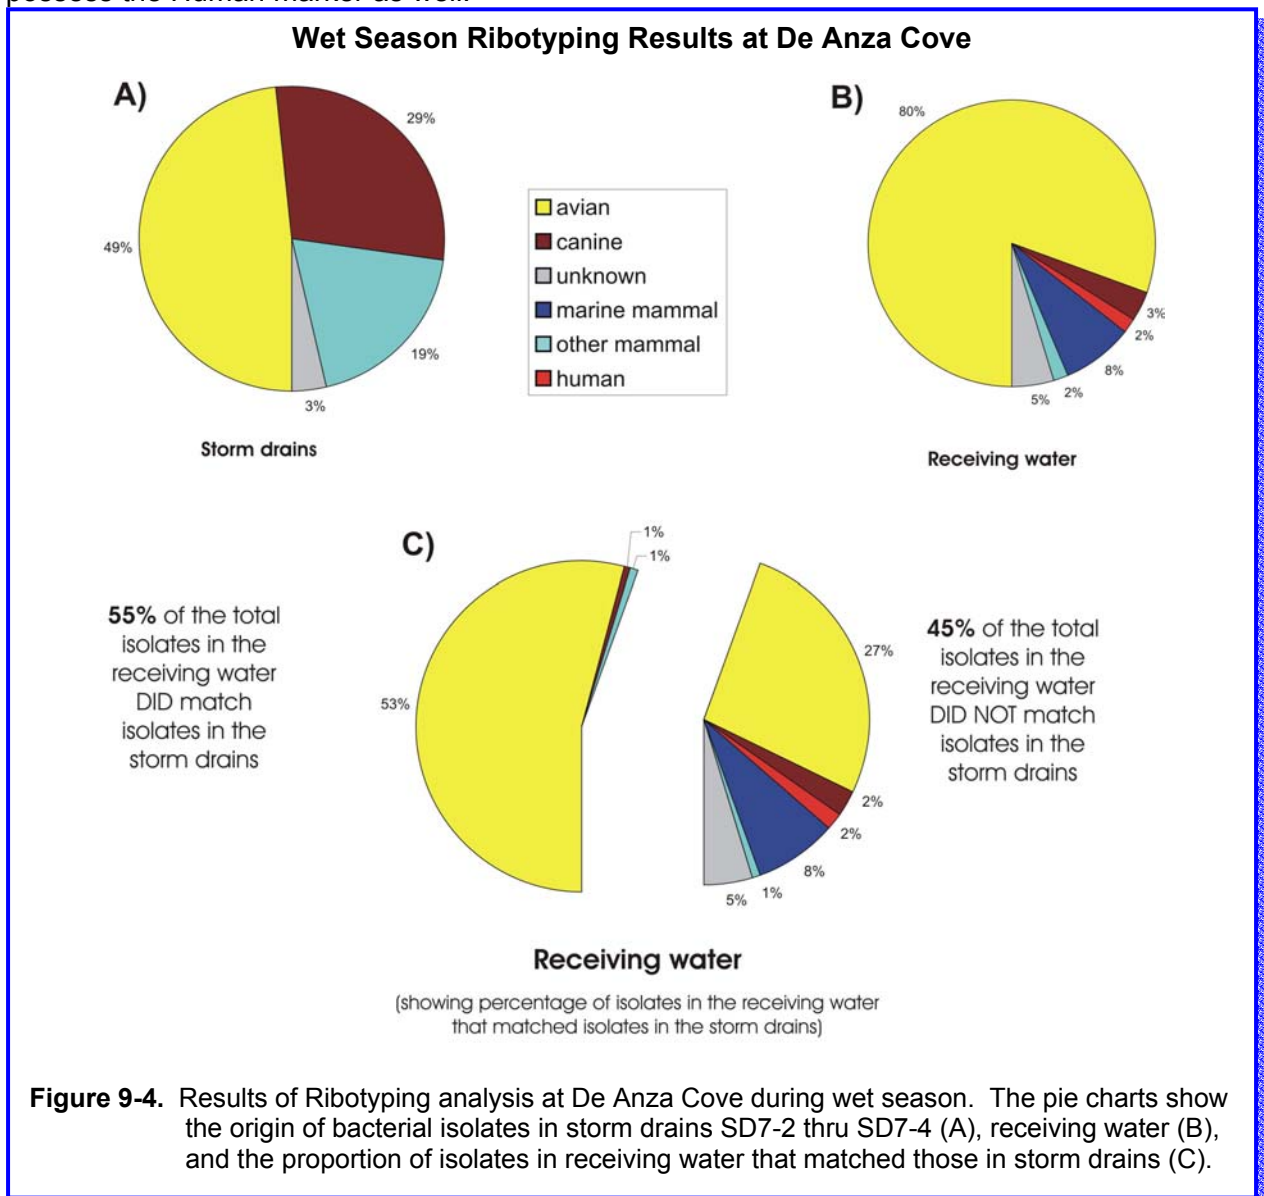 possess the Human marker as well.
Wet Season Ribotyping Results at De Anza Cove
A)
29%
49%
19%
3%
Storm drains
avian
canine
unknown
marine mammal
other mammal
human
B)
80%
3%
2%
8%
2%
5%
Receiving water
C)
1%
1%
53%
55% of the total
isolates in the
receiving water
DID match
isolates in the
storm drains
27%
2%
2%
8%
1%
5%
45% of the total
isolates in the
receiving water
DID NOT match
isolates in the
storm drains
Receiving water
(showing percentage of isolates in the receiving water
that matched isolates in the storm drains)
Figure 9-4. Results of Ribotyping analysis at De Anza Cove during wet season. The pie charts show
the origin of bacterial isolates in storm drains SD7-2 thru SD7-4 (A), receiving water (B),
and the proportion of isolates in receiving water that matched those in storm drains (C).